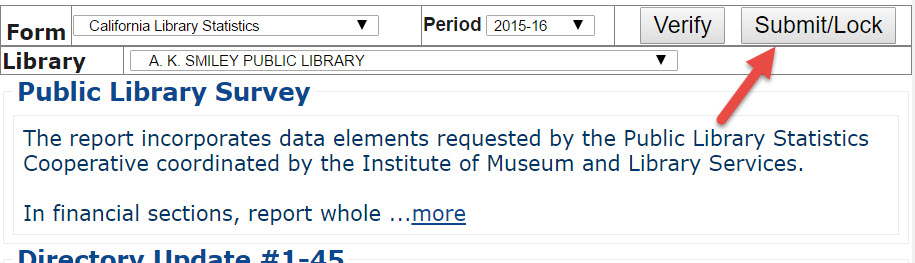 Form California Library Statistics Period 2015-16 Verify Submit/Lock
Library A. K. SMILEY PUBLIC LIBRARY
Public Library Survey
The report incorporates data elements requested by the Public Library Statistics
Cooperative coordinated by the Institute of Museum and Library Services.
In financial sections, report whole ...more
Directory Update #1-45